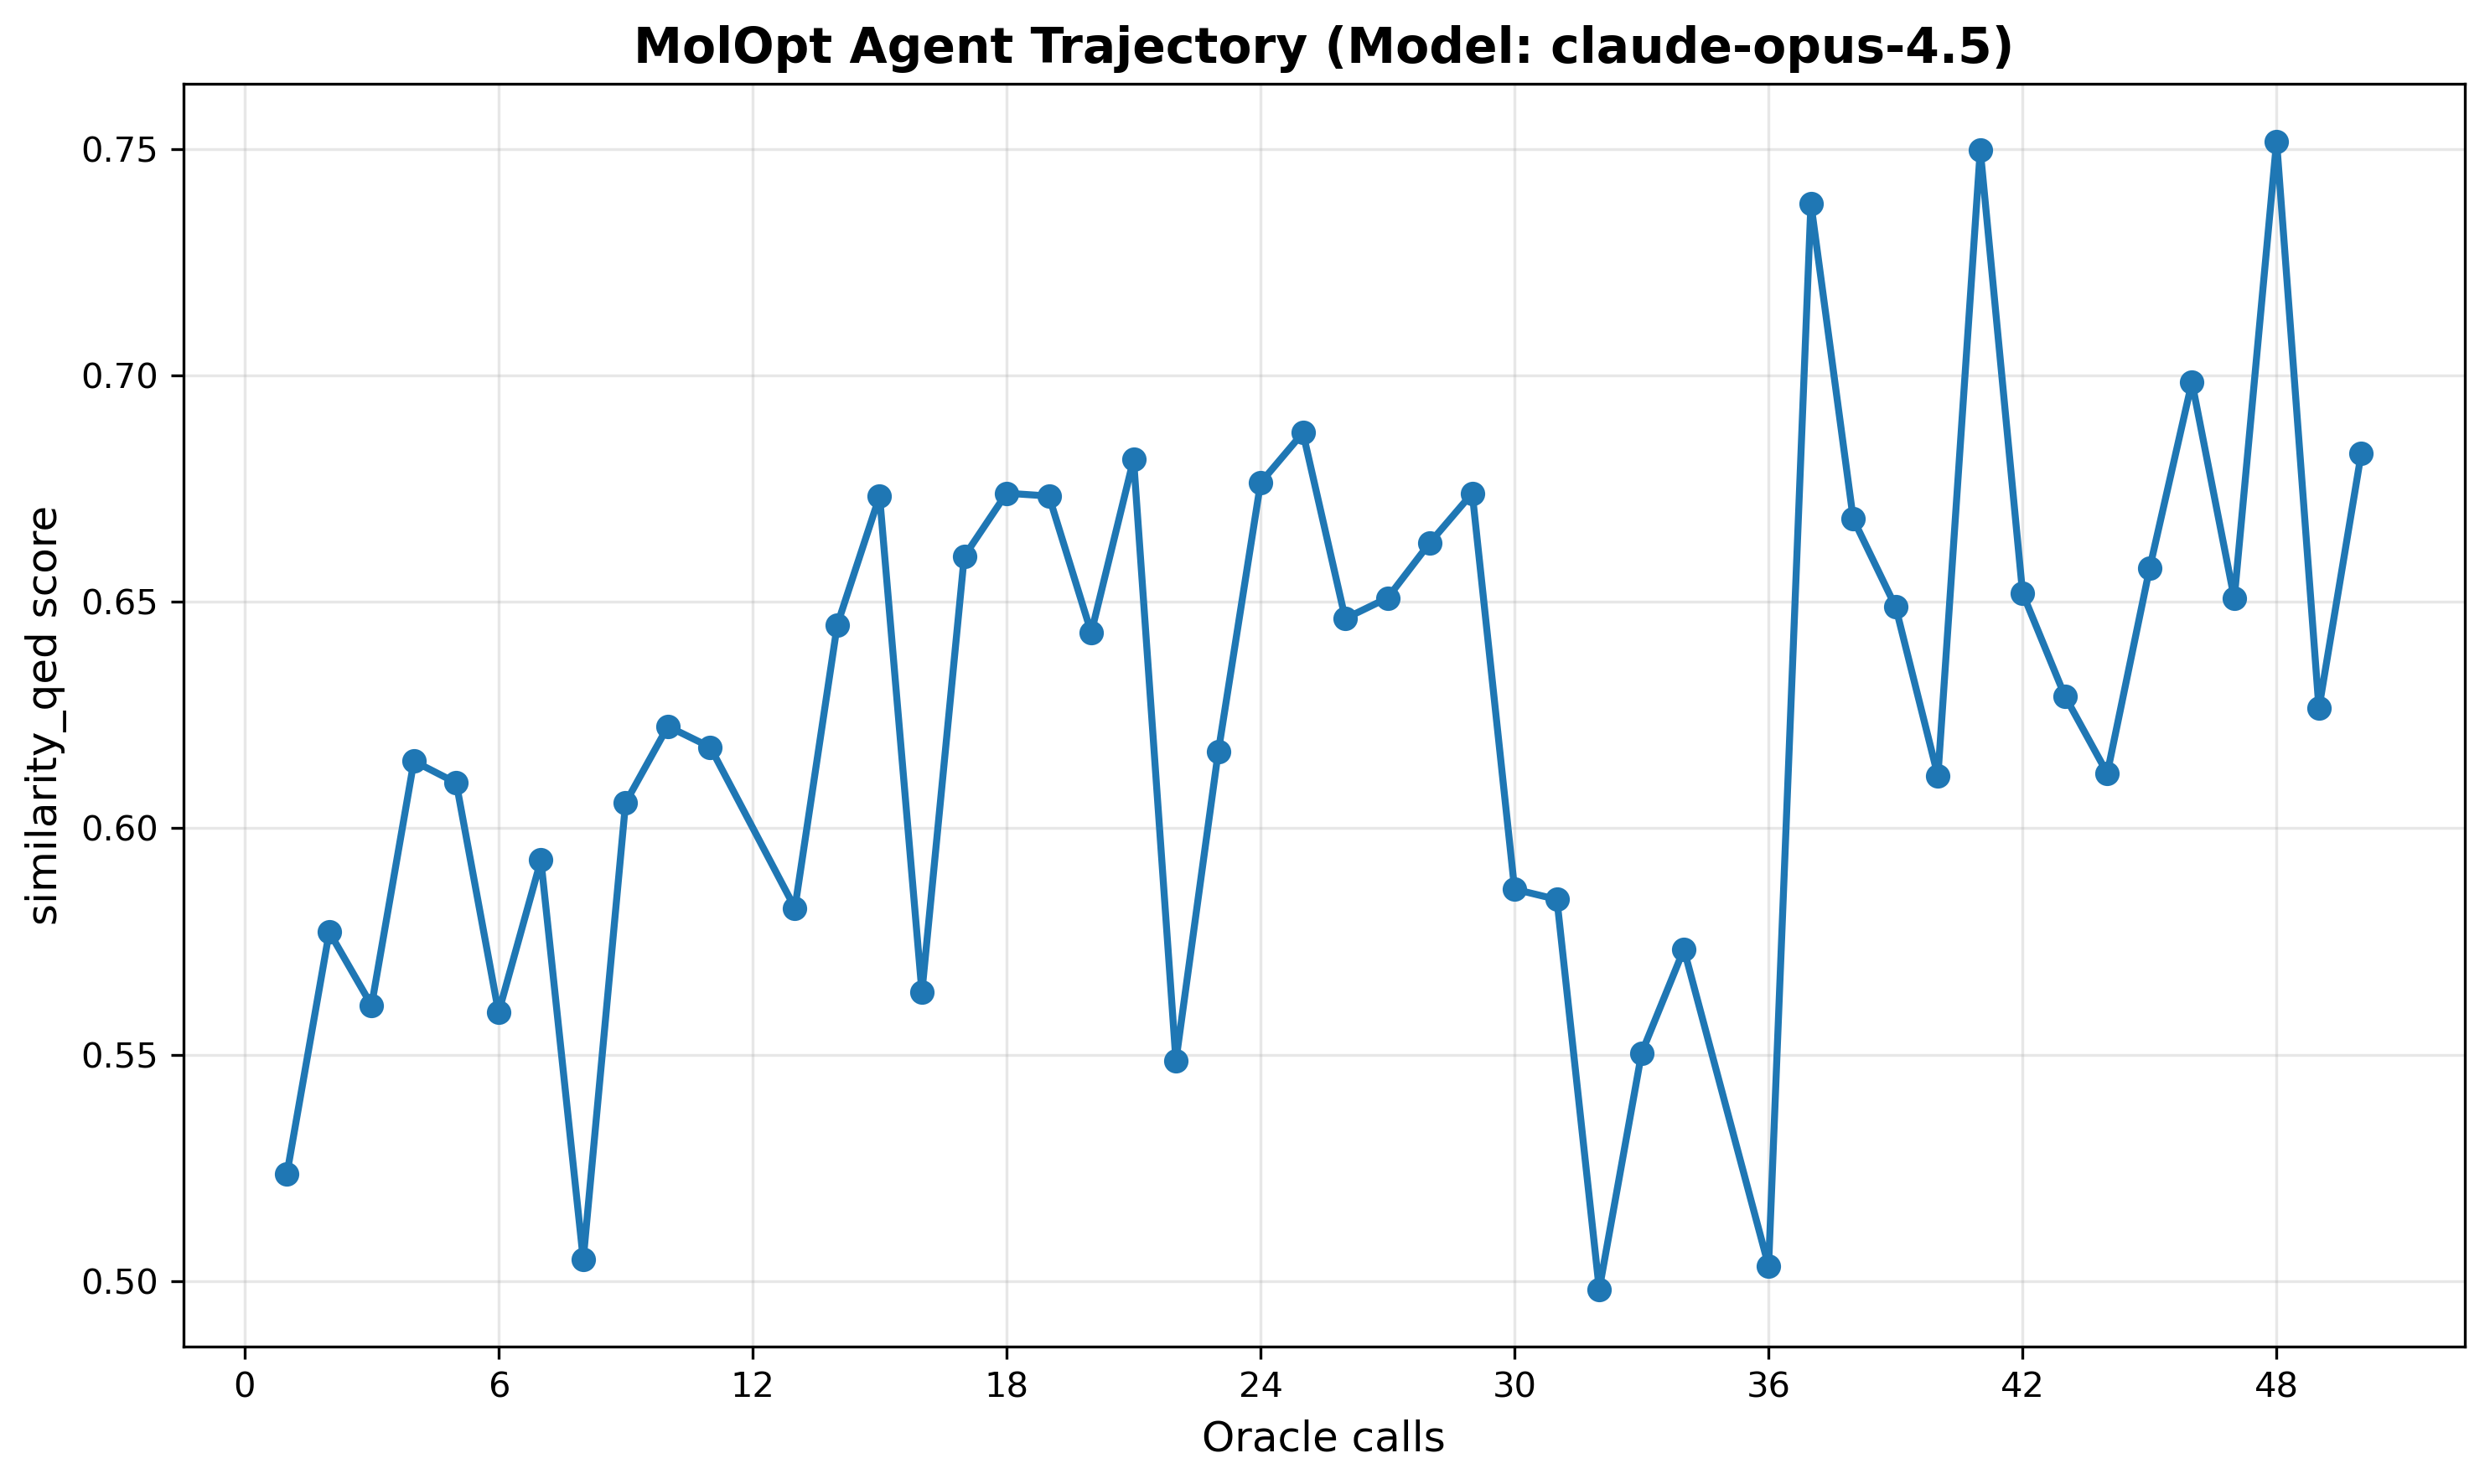 MolOpt Agent Trajectory (Model: claude-opus-4.5)
similarity_qed score
0.75
0.70
0.65
0.60
0.55
0.50
0 6 12 18 24 30 36 42 48
Oracle calls